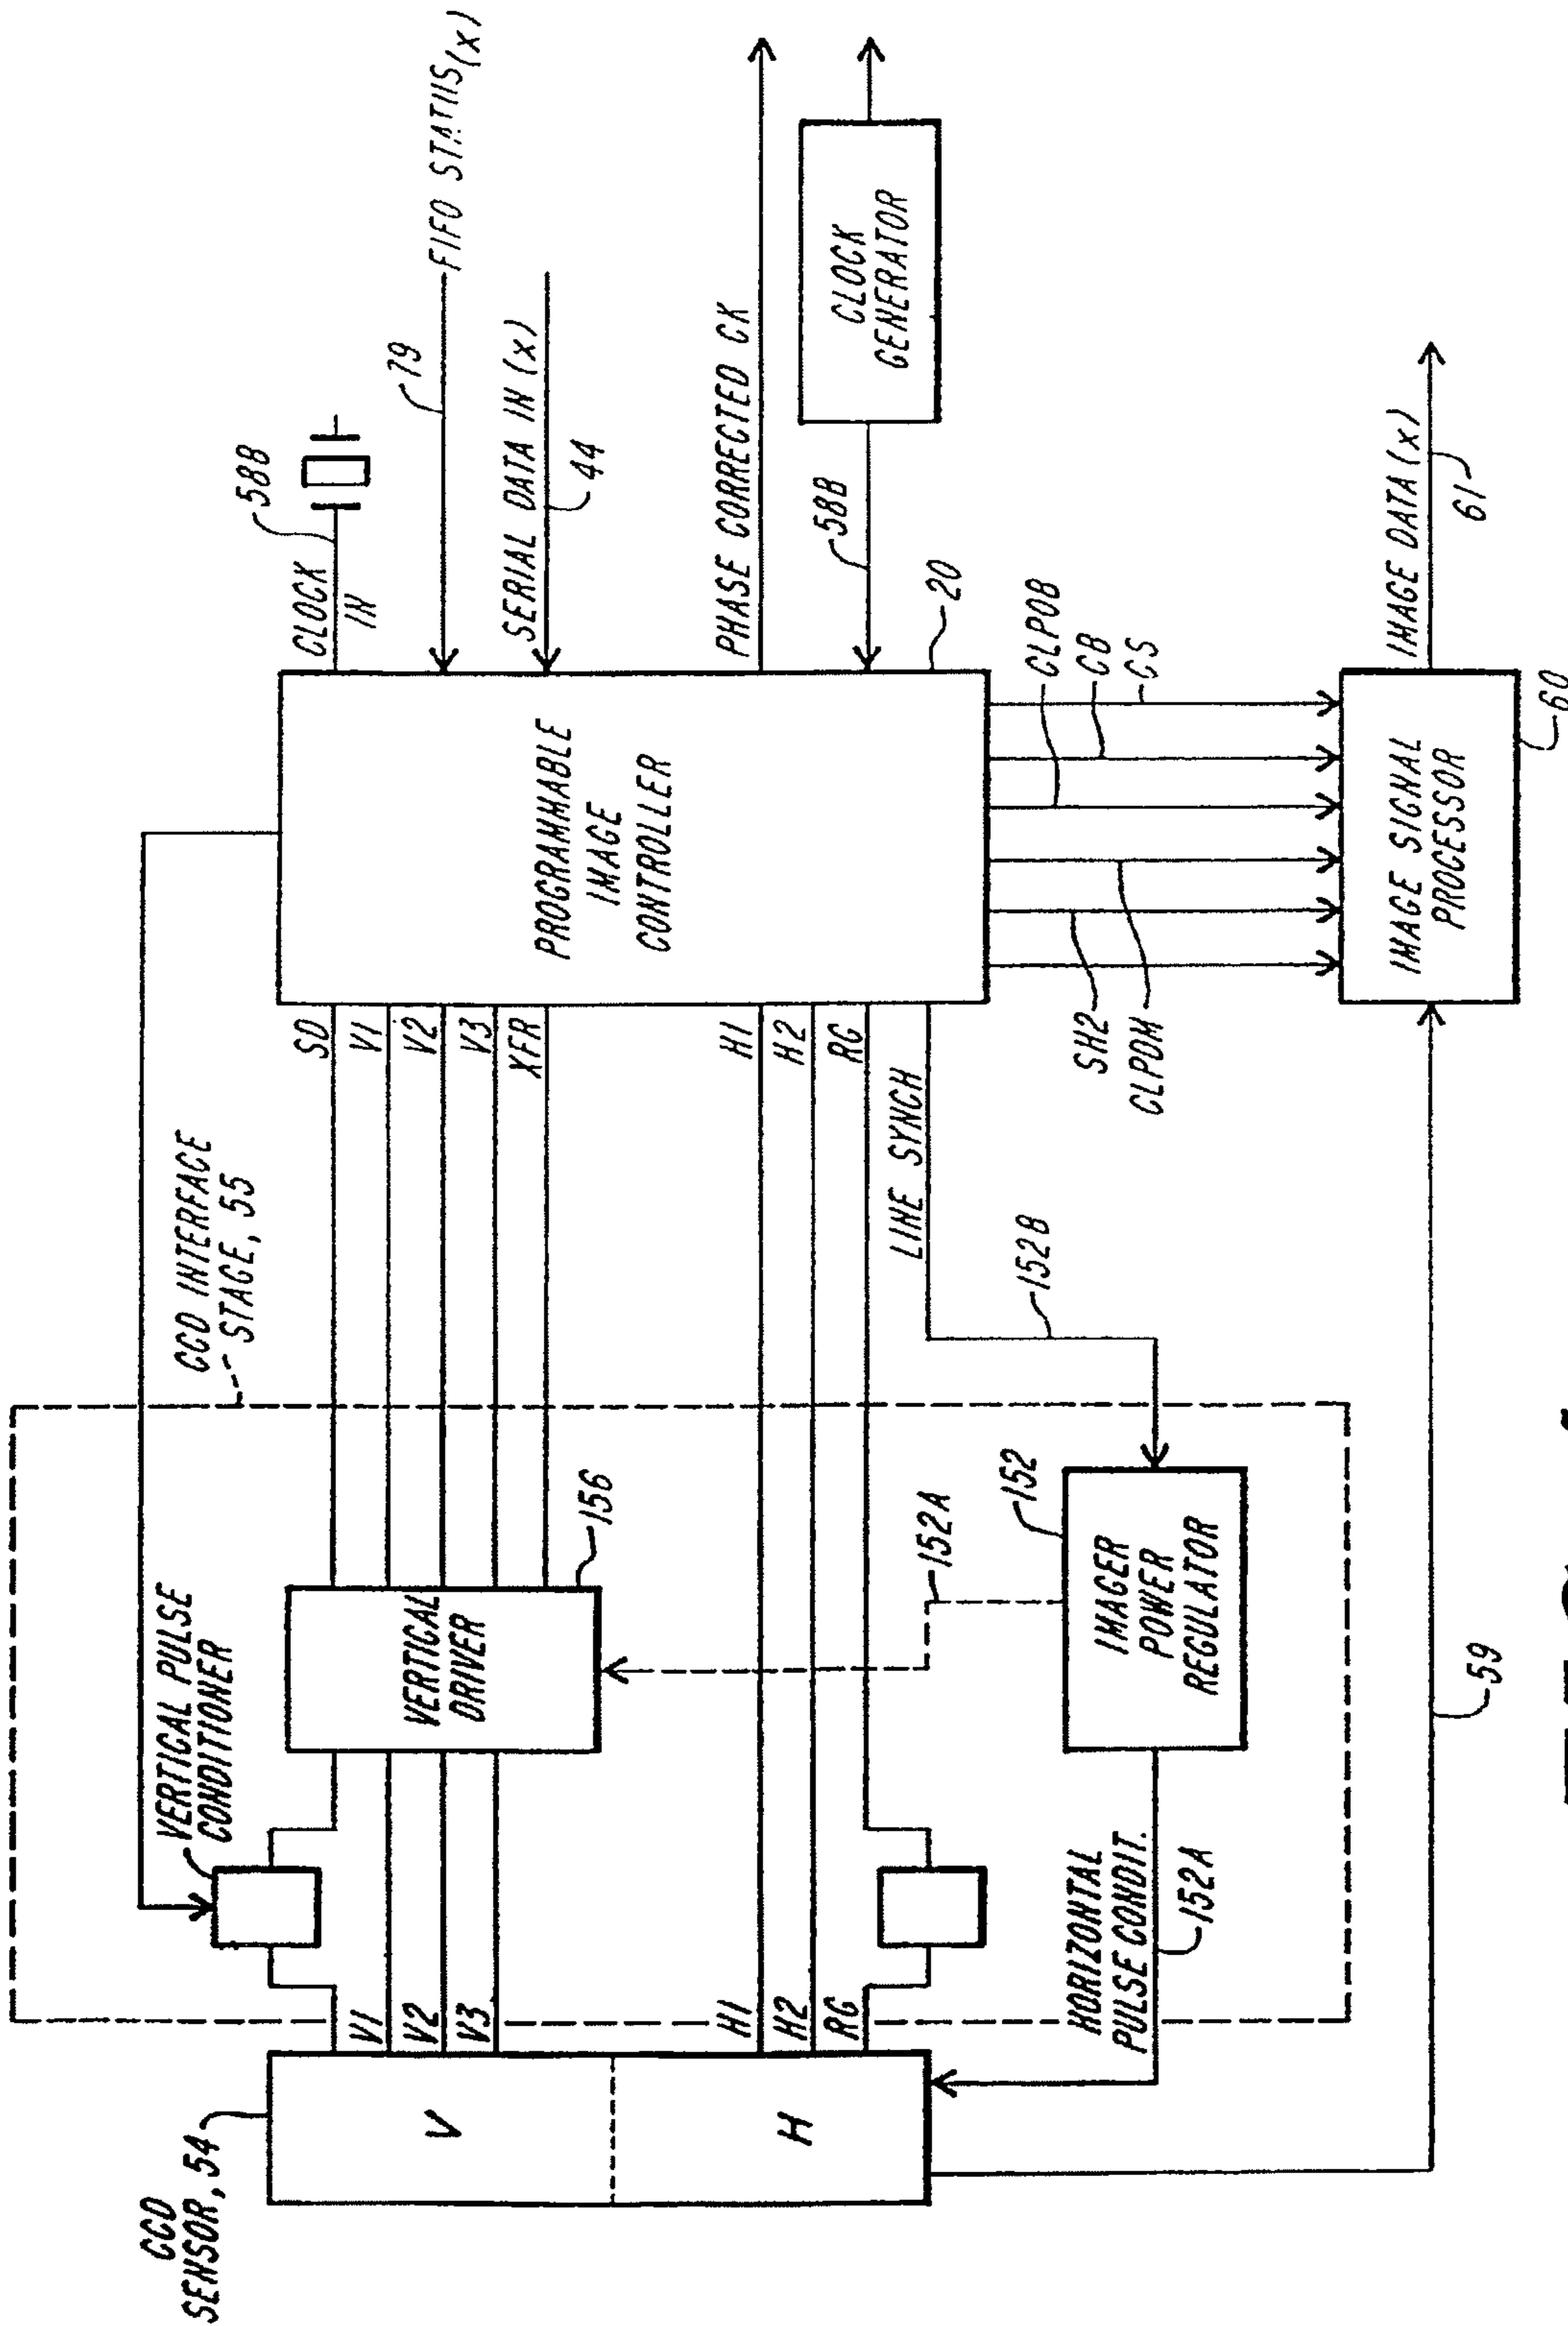 CCD
SENSOR, 54
V
H
VERTICAL PULSE
CONDITIONER
CCD INTERFACE
STAGE, 55
V1
V2
V3
H1
H2
RG
VERTICAL
DRIVER
156
SD
V1
V2
V3
XFR
H1
H2
RG
LINE SYNCH
152B
152A
152
IMAGER
POWER
REGULATOR
HORIZONTAL
PULSE CONDIT.
152A
59
PROGRAMMABLE
IMAGE
CONTROLLER
20
CLOCK
IN
58B
79
FIFO STATUS(x)
SERIAL DATA IN (x)
44
PHASE CORRECTED CK
58B
CLOCK
GENERATOR
SH2
CLPDM
CLPOB
CB
CS
IMAGE SIGNAL
PROCESSOR
60
IMAGE DATA (x)
61